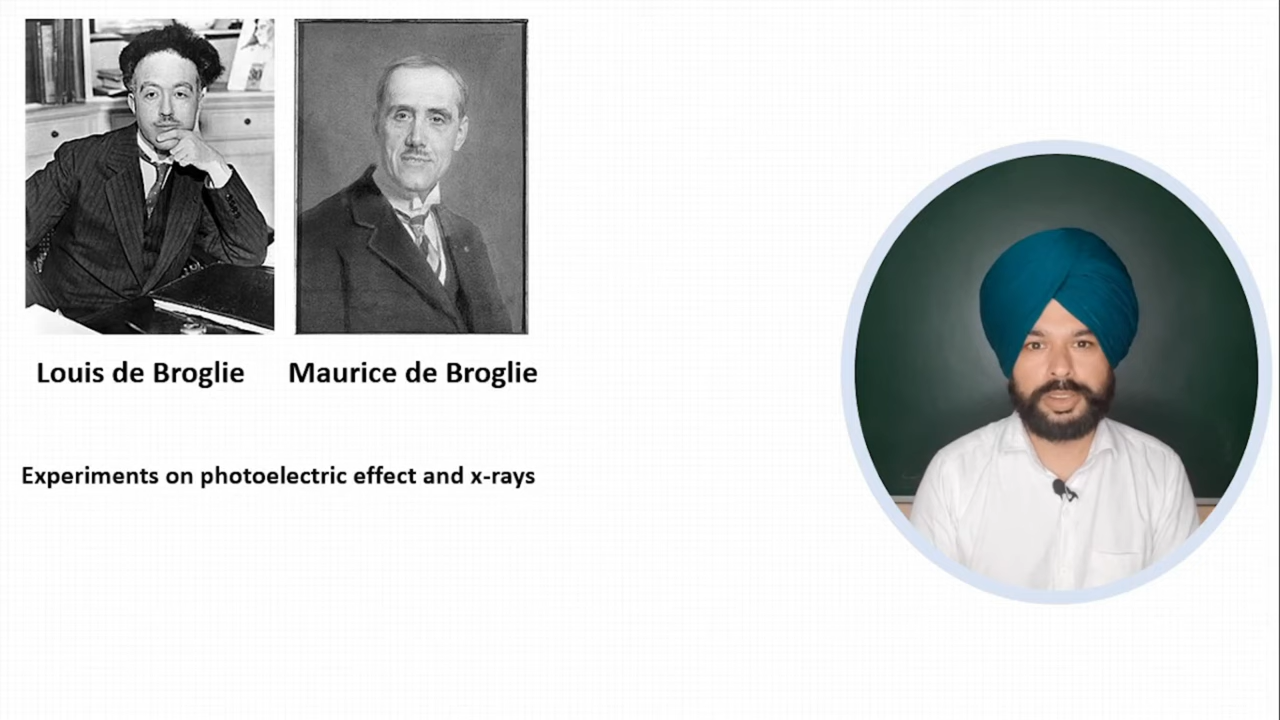 Louis de Broglie
Maurice de Broglie
Experiments on photoelectric effect and x-rays